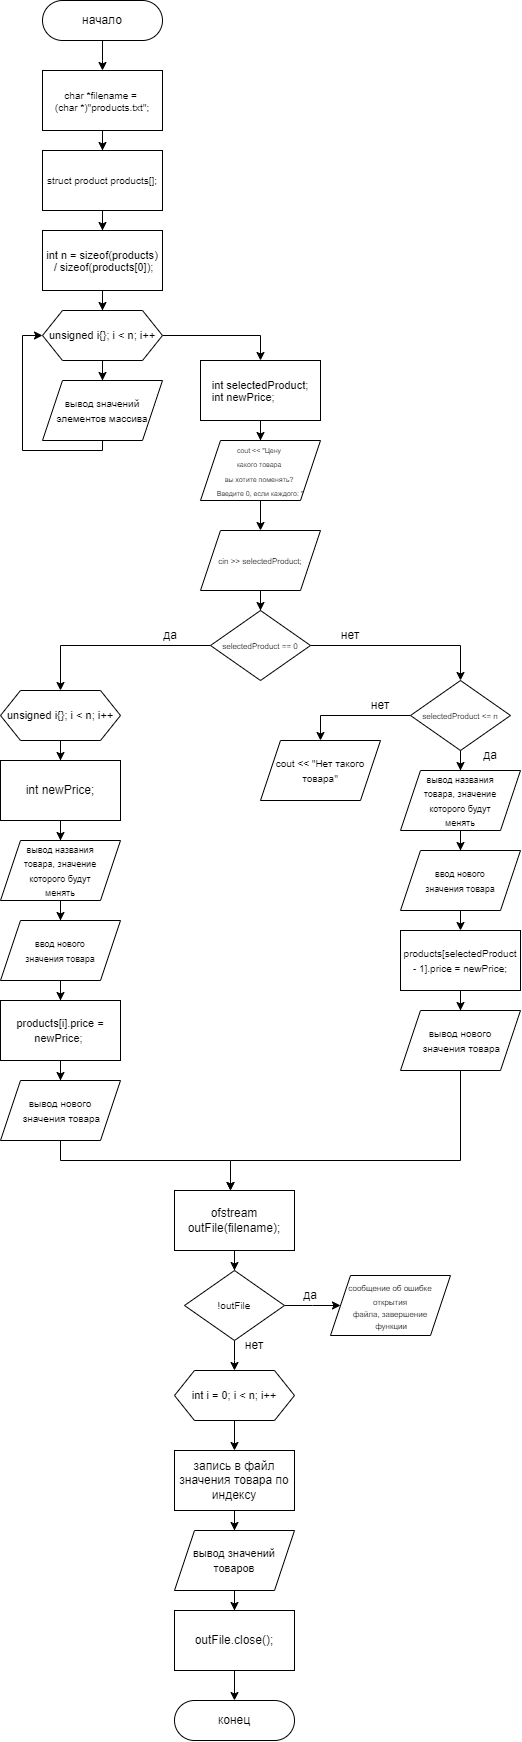 начало
char *filename =
(char *)"products.txt";
struct product products[];
int n = sizeof(products)
/ sizeof(products[0]);
unsigned i{}; i < n; i++
вывод значений
элементов массива
int selectedProduct;
int newPrice;
cout << "Цену
какого товара
вы хотите поменять?
Введите 0, если каждого: "
cin >> selectedProduct;
selectedProduct == 0
да
нет
unsigned i{}; i < n; i++
int newPrice;
вывод названия
товара, значение
которого будут
менять
ввод нового
значения товара
products[i].price =
newPrice;
вывод нового
значения товара
selectedProduct <= n
нет
да
cout << "Нет такого
товара"
вывод названия
товара, значение
которого будут
менять
ввод нового
значения товара
products[selectedProduct
- 1].price = newPrice;
вывод нового
значения товара
ofstream
outFile(filename);
!outFile
да
нет
сообщение об ошибке
открытия
файла, завершение
функции
int i = 0; i < n; i++
запись в файл
значения товара по
индексу
вывод значений
товаров
outFile.close();
конец